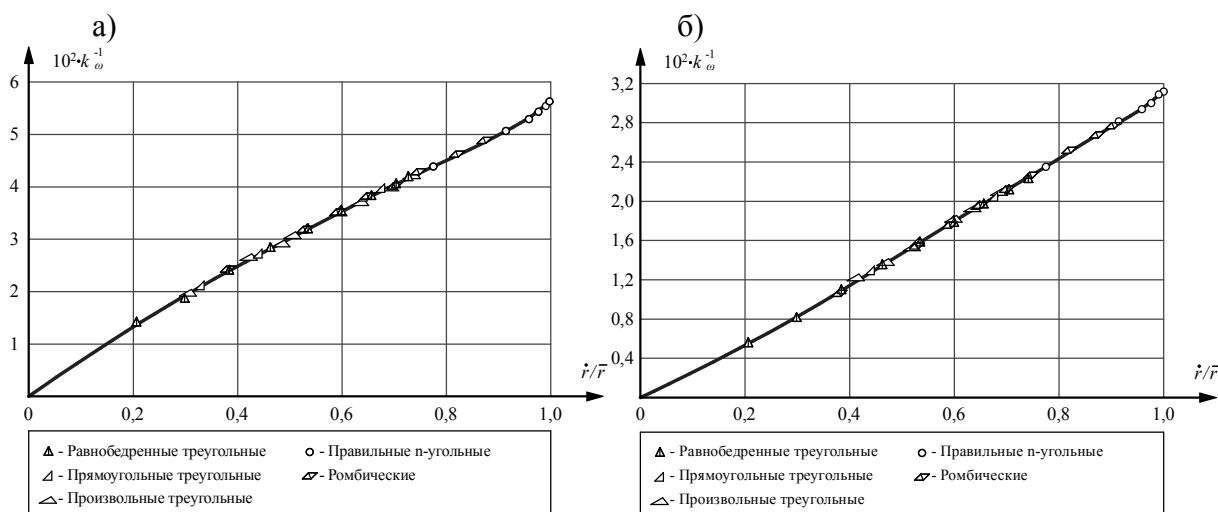 а)
10²·k ω -1
6
5
4
3
2
1
ṙ/r̄
0 0,2 0,4 0,6 0,8 1,0
- Равнобедренные треугольные
- Правильные n-угольные
- Прямоугольные треугольные
- Ромбические
- Произвольные треугольные
б)
10²·k ω -1
3,2
2,8
2,4
2,0
1,6
1,2
0,8
0,4
ṙ/r̄
0 0,2 0,4 0,6 0,8 1,0
- Равнобедренные треугольные
- Правильные n-угольные
- Прямоугольные треугольные
- Ромбические
- Произвольные треугольные